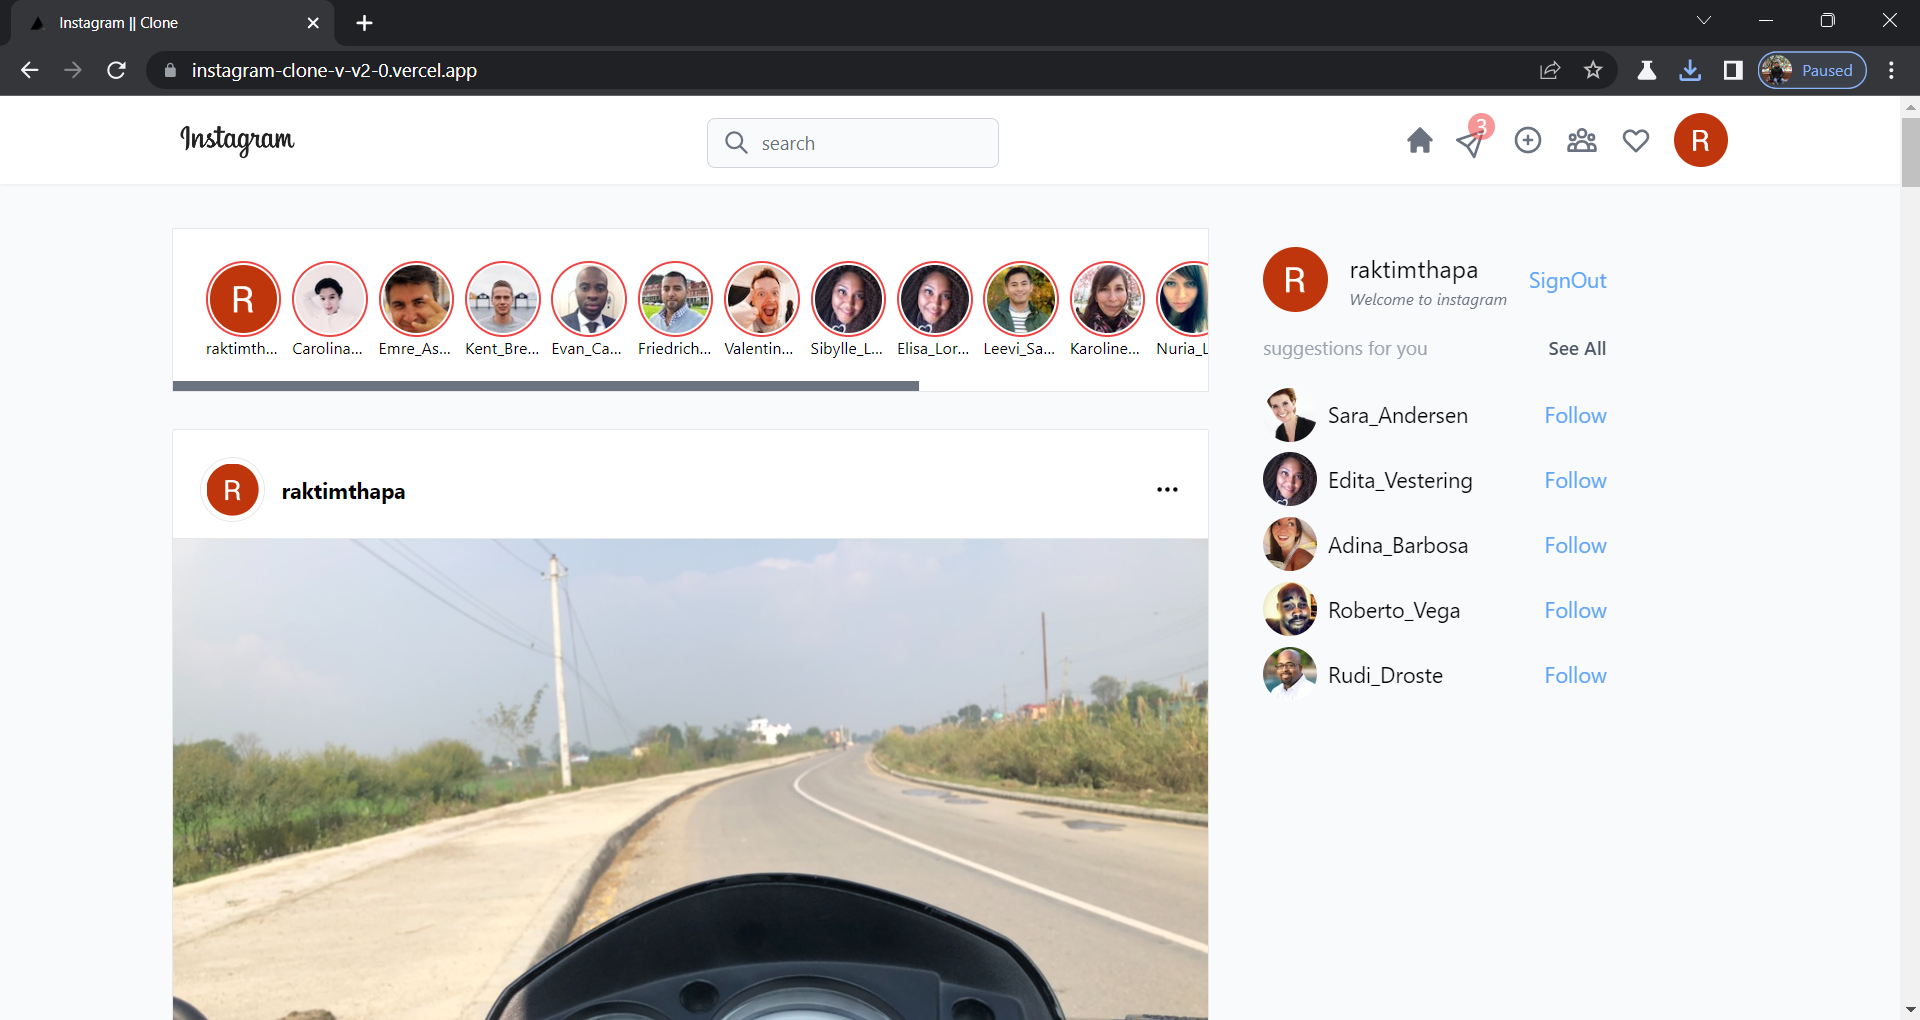 Instagram || Clone
instagram-clone-v-v2-0.vercel.app
Paused
Instagram
search
3
R
R
raktimth...
Carolina...
Emre_As...
Kent_Bre...
Evan_Ca...
Friedrich...
Valentin...
Sibylle_L...
Elisa_Lor...
Leevi_Sa...
Karoline...
Nuria_L
R
raktimthapa
Welcome to instagram
SignOut
suggestions for you
See All
Sara_Andersen
Follow
Edita_Vestering
Follow
Adina_Barbosa
Follow
Roberto_Vega
Follow
Rudi_Droste
Follow
R
raktimthapa